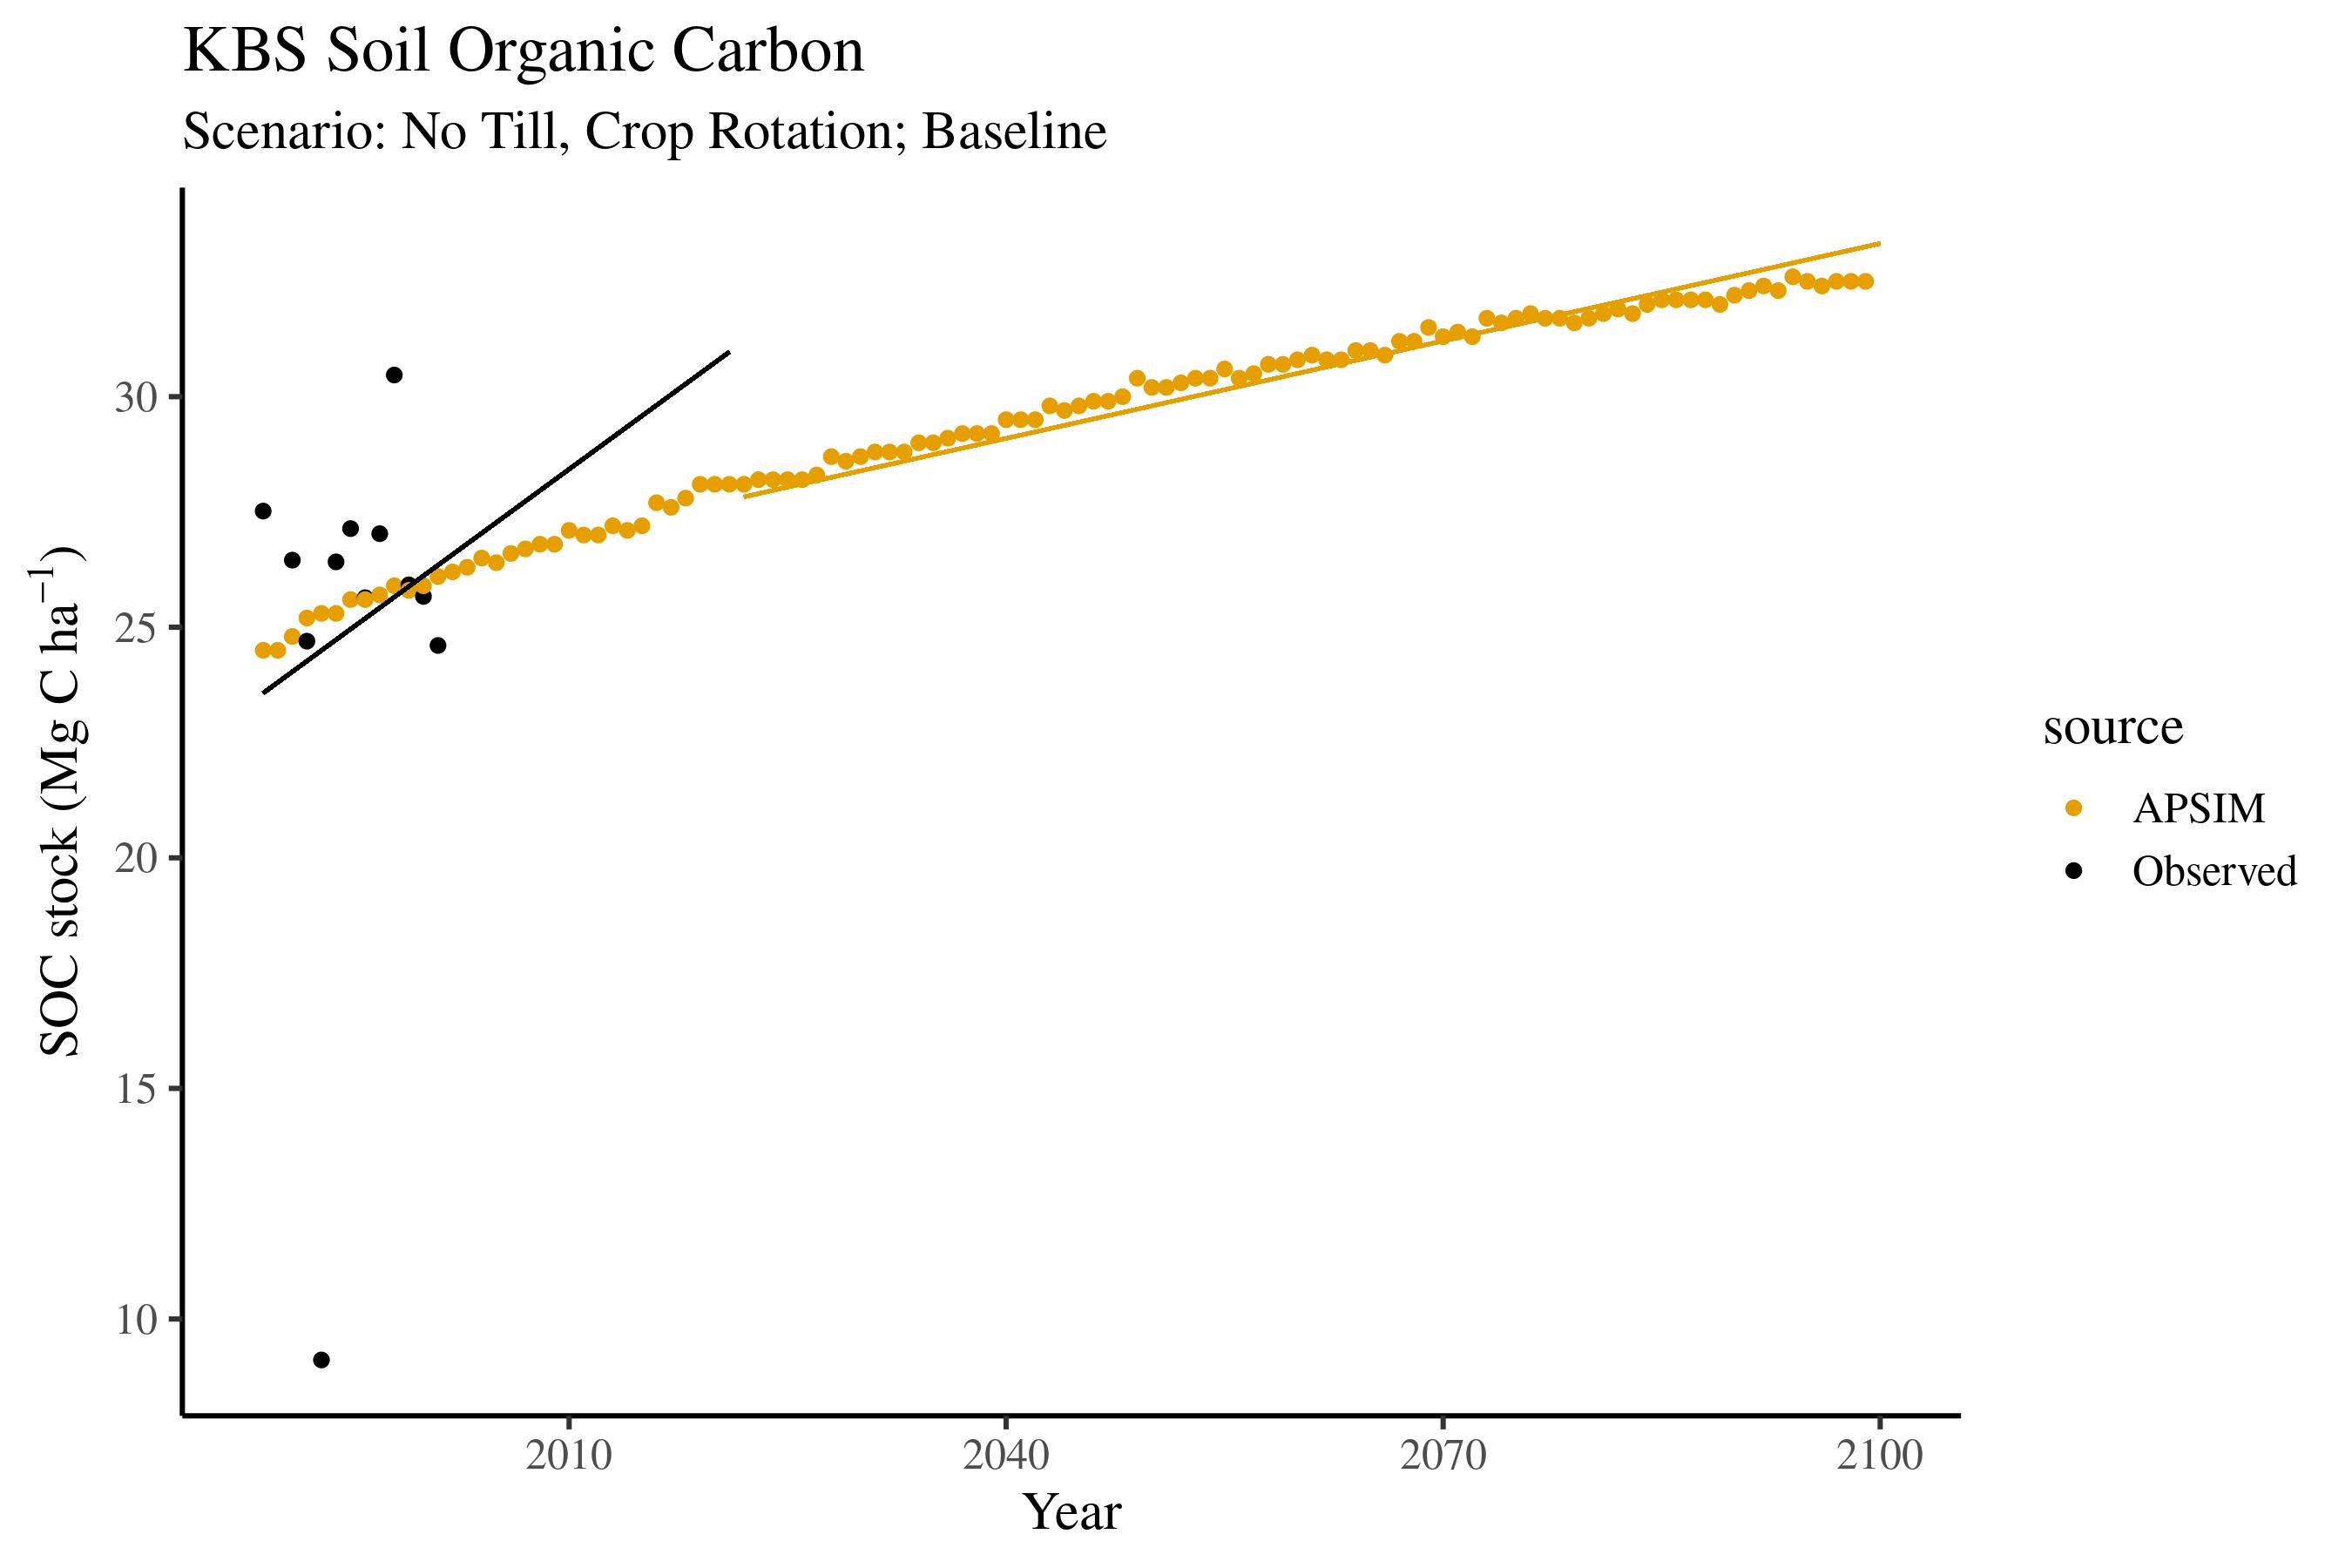 KBS Soil Organic Carbon
Scenario: No Till, Crop Rotation; Baseline
SOC stock (Mg C ha⁻¹)
30
25
20
15
10
2010
2040
2070
2100
Year
source
APSIM
Observed